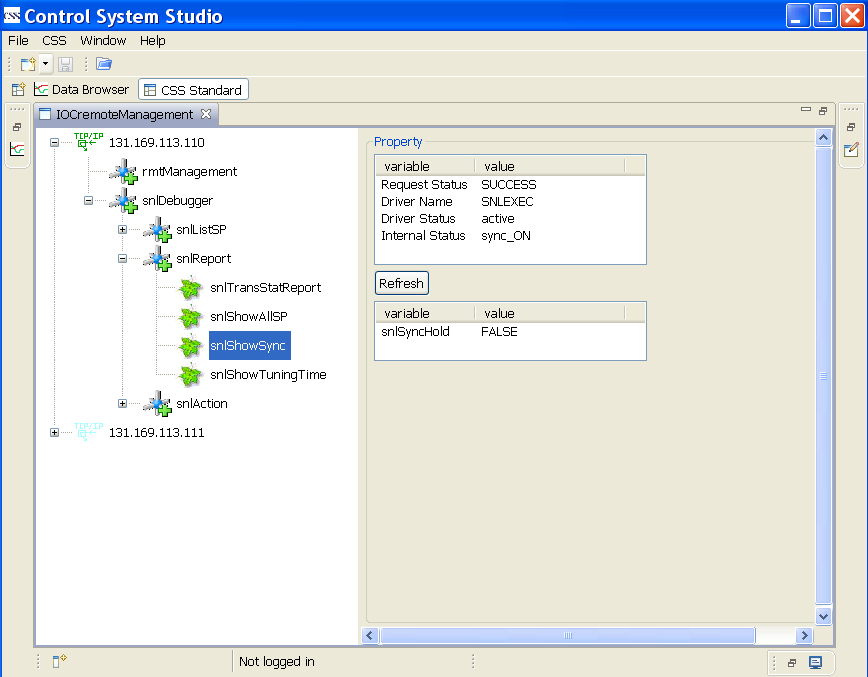 CSS Control System Studio
File CSS Window Help
Data Browser CSS Standard
IOCremoteManagement
TCP/IP 131.169.113.110
rmtManagement
snlDebugger
snlListSP
snlReport
snlTransStatReport
snlShowAllSP
snlShowSync
snlShowTuningTime
snlAction
TCP/IP 131.169.113.111
Property
variable value
Request Status SUCCESS
Driver Name SNLEXEC
Driver Status active
Internal Status sync_ON
Refresh
variable value
snlSyncHold FALSE
Not logged in